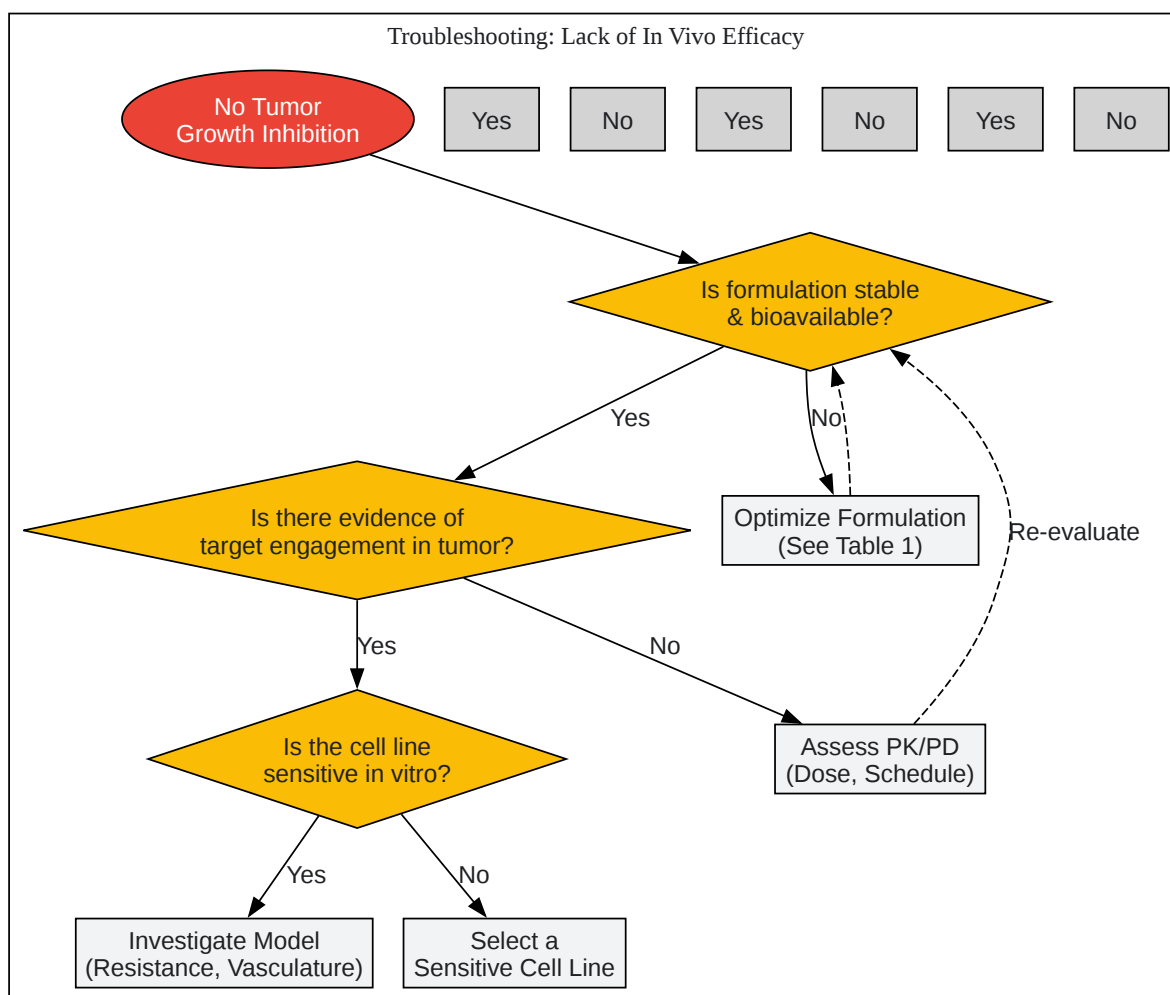 Troubleshooting: Lack of In Vivo Efficacy
No Tumor
Growth Inhibition
Yes
No
Yes
No
Yes
No
Is formulation stable
& bioavailable?
Yes
No
Is there evidence of
target engagement in tumor?
Optimize Formulation
(See Table 1)
Re-evaluate
Yes
No
Is the cell line
sensitive in vitro?
Assess PK/PD
(Dose, Schedule)
Yes
No
Investigate Model
(Resistance, Vasculature)
Select a
Sensitive Cell Line